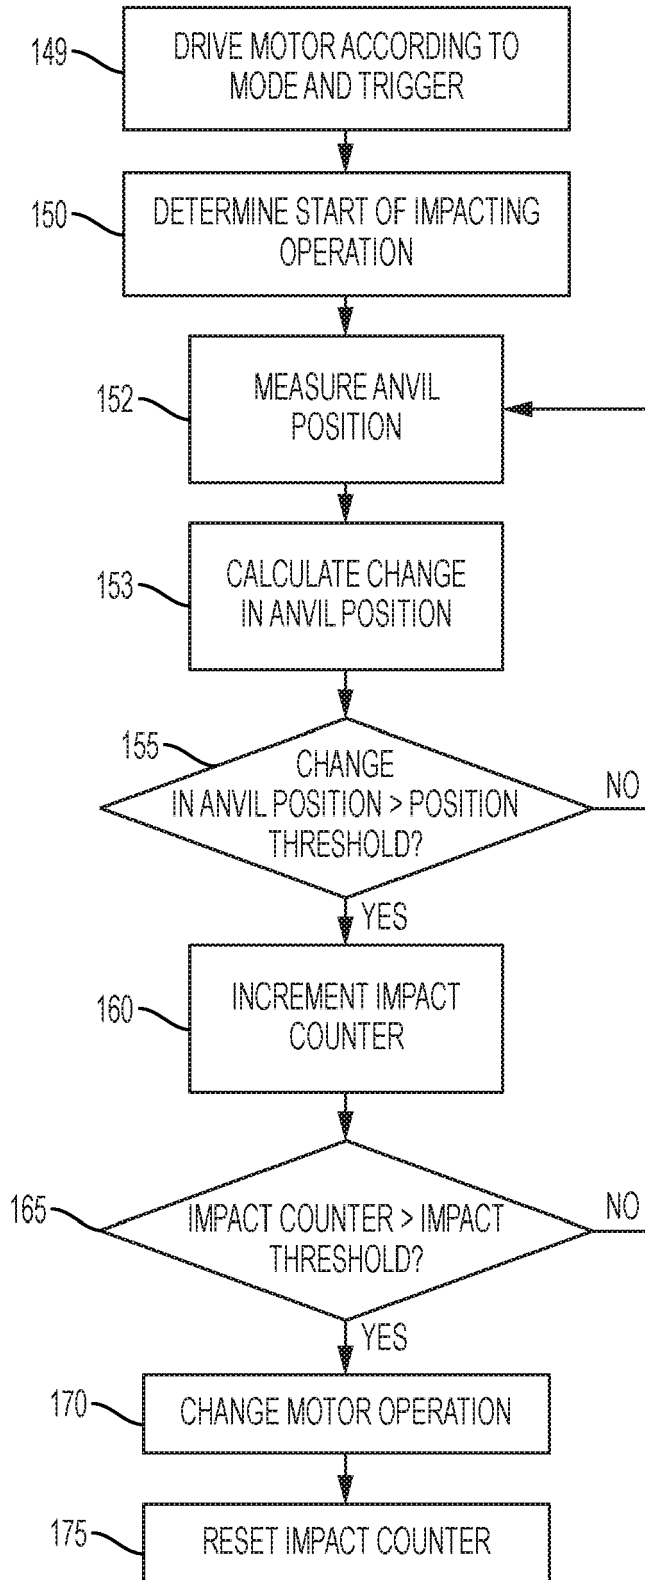 149
DRIVE MOTOR ACCORDING TO
MODE AND TRIGGER
150
DETERMINE START OF IMPACTING
OPERATION
152
MEASURE ANVIL
POSITION
153
CALCULATE CHANGE
IN ANVIL POSITION
155
CHANGE
IN ANVIL POSITION > POSITION
THRESHOLD?
NO
YES
160
INCREMENT IMPACT
COUNTER
165
IMPACT COUNTER > IMPACT
THRESHOLD?
NO
YES
170
CHANGE MOTOR OPERATION
175
RESET IMPACT COUNTER